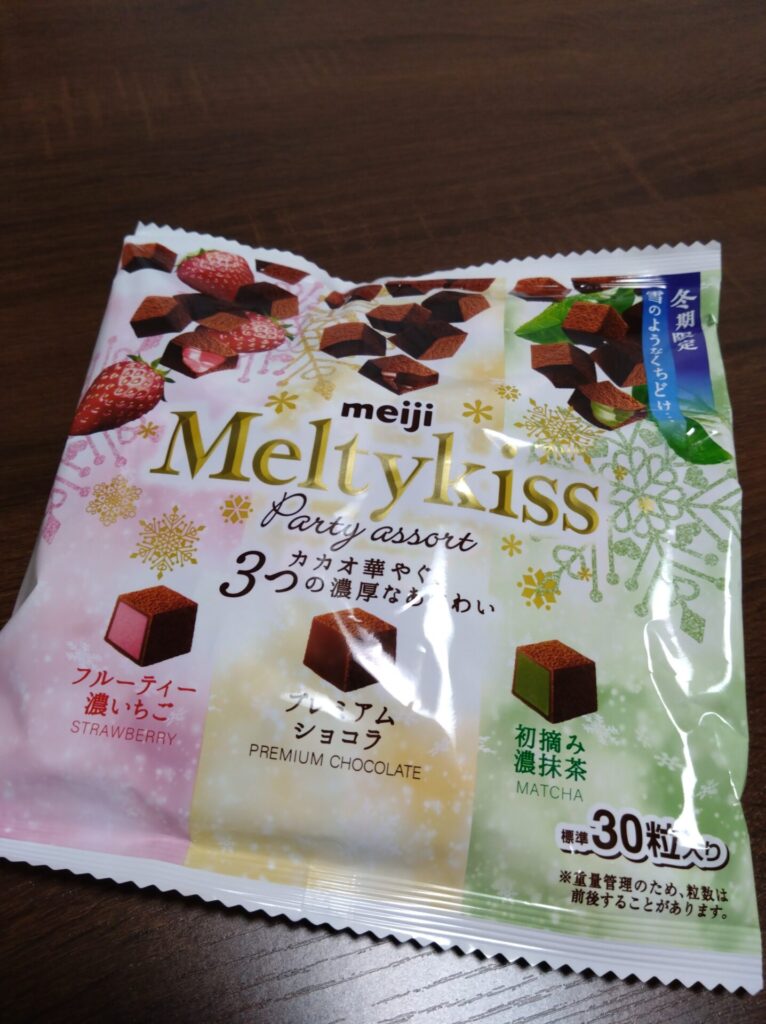 冬期限定
雪のようなくちどけ…
meiji
Meltykiss
Party assort
カカオ華やぐ
3つの濃厚なあじわい
フルーティー
濃いちご
STRAWBERRY
プレミアム
ショコラ
PREMIUM CHOCOLATE
初摘み
濃抹茶
MATCHA
標準30粒入り
※重量管理のため、粒数は
前後することがあります。